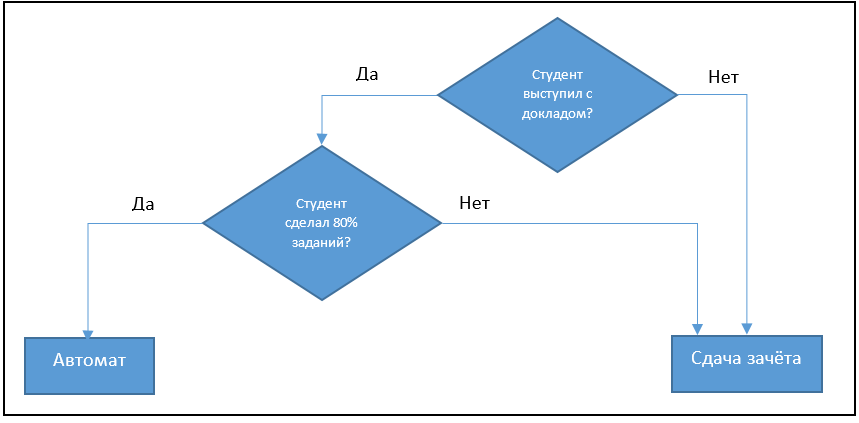 Студент
выступил с
докладом?
Да
Нет
Студент
сделал 80%
заданий?
Да
Нет
Автомат
Сдача зачёта